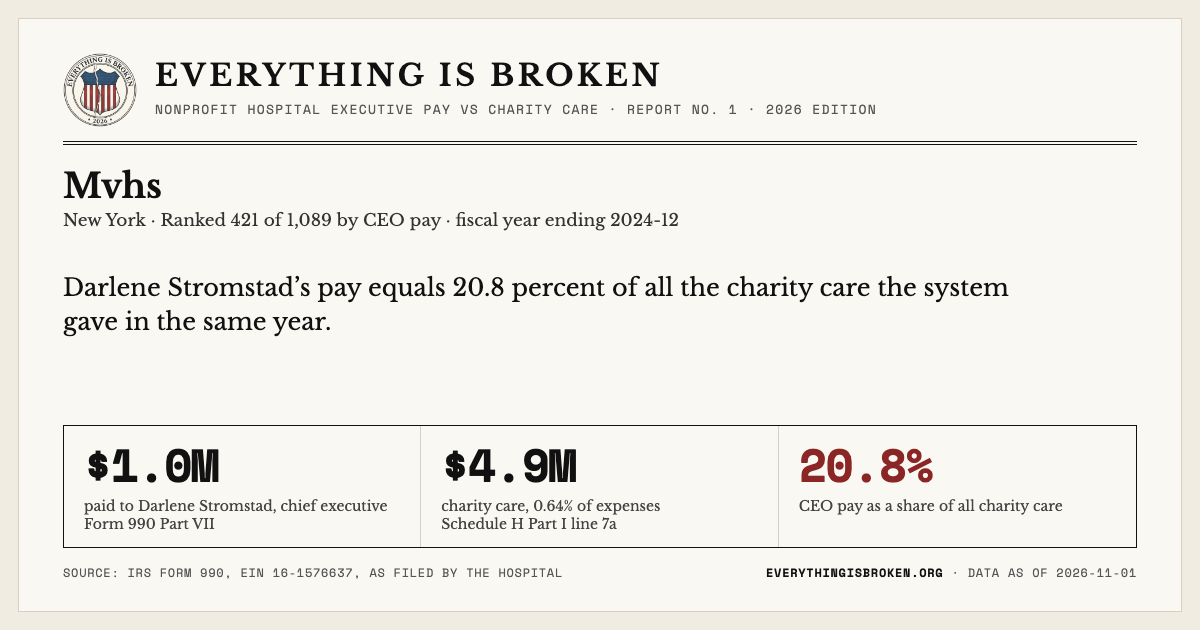 EVERYTHING IS BROKEN
2026
EVERYTHING IS BROKEN
NONPROFIT HOSPITAL EXECUTIVE PAY VS CHARITY CARE · REPORT NO. 1 · 2026 EDITION
Mvhs
New York · Ranked 421 of 1,089 by CEO pay · fiscal year ending 2024-12
Darlene Stromstad’s pay equals 20.8 percent of all the charity care the system
gave in the same year.
$1.0M
paid to Darlene Stromstad, chief executive
Form 990 Part VII
$4.9M
charity care, 0.64% of expenses
Schedule H Part I line 7a
20.8%
CEO pay as a share of all charity care
SOURCE: IRS FORM 990, EIN 16-1576637, AS FILED BY THE HOSPITAL
EVERYTHINGISBROKEN.ORG · DATA AS OF 2026-11-01